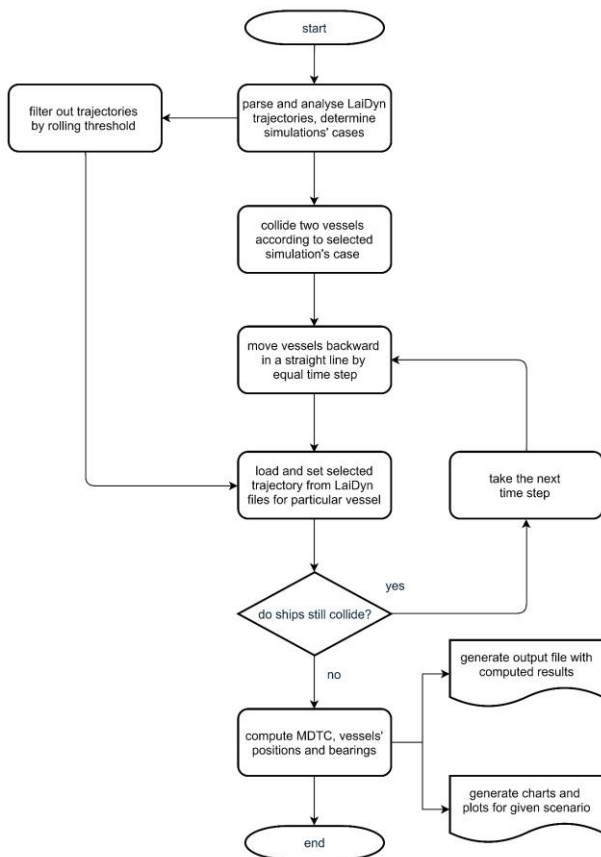 start
filter out trajectories
by rolling threshold
parse and analyse LaiDyn
trajectories, determine
simulations' cases
collide two vessels
according to selected
simulation's case
move vessels backward
in a straight line by
equal time step
load and set selected
trajectory from LaiDyn
files for particular vessel
take the next
time step
do ships still collide?
yes
no
generate output file with
computed results
compute MDTC, vessels'
positions and bearings
generate charts and
plots for given scenario
end